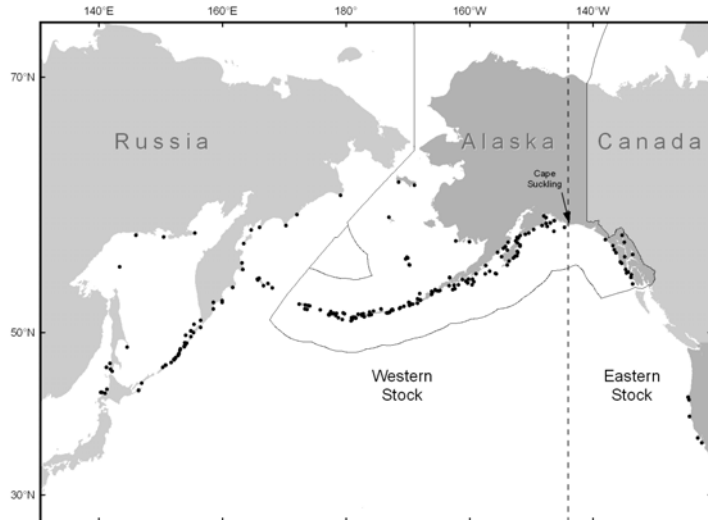 140°E
160°E
180°
160°W
140°W
70°N
Russia
Alaska
Canada
Cape
Suckling
50°N
Western
Stock
Eastern
Stock
30°N